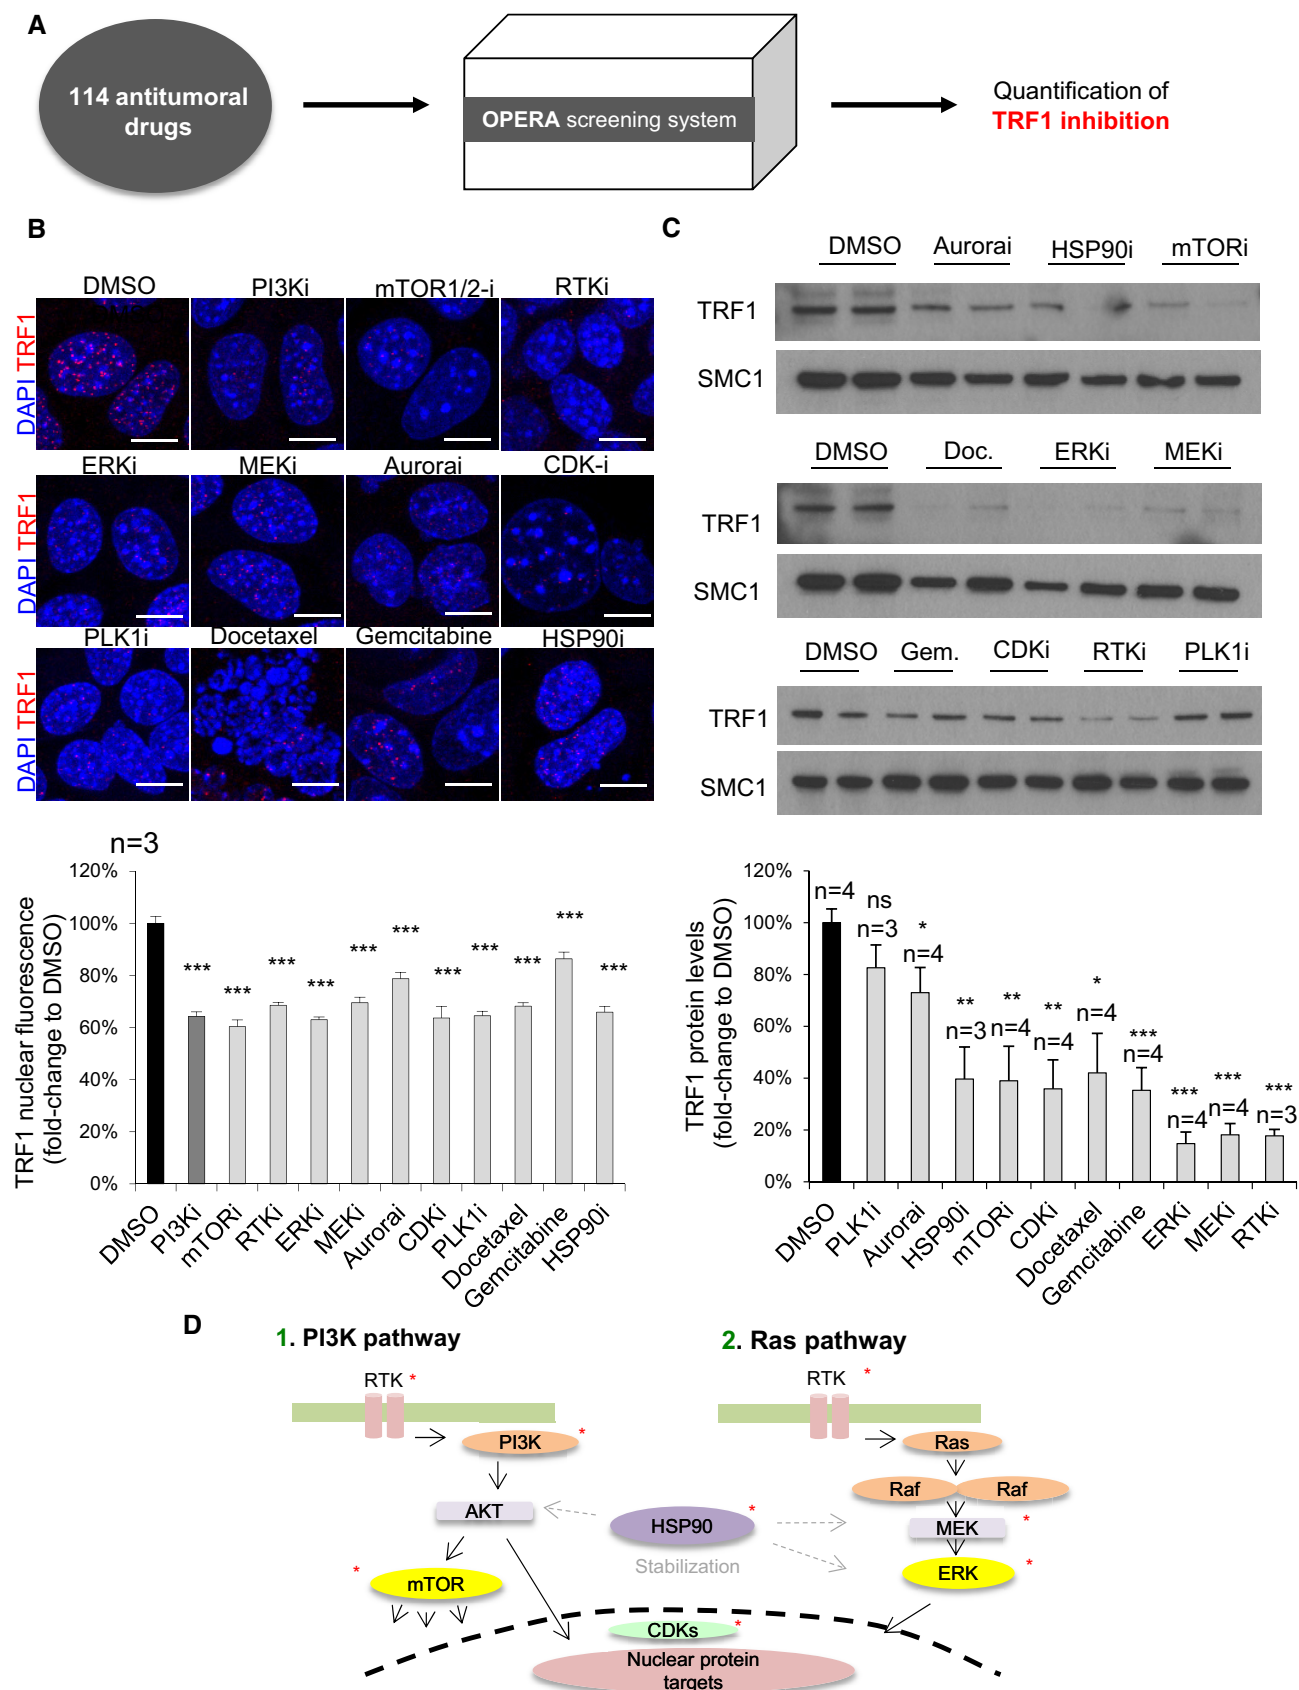 A
114 antitumoral
drugs
OPERA screening system
Quantification of
TRF1 inhibition
B
DMSO PI3Ki mTOR1/2-i RTKi
DAPI TRF1
ERKi MEKi Aurorai CDK-i
DAPI TRF1
PLK1i Docetaxel Gemcitabine HSP90i
DAPI TRF1
n=3
TRF1 nuclear fluorescence
(fold-change to DMSO)
120%
100%
80%
60%
40%
20%
0%
*** *** *** *** *** *** *** *** *** *** ***
DMSO PI3Ki mTORi RTKi ERKi MEKi Aurorai CDKi PLK1i Docetaxel Gemcitabine HSP90i
C
DMSO Aurorai HSP90i mTORi
TRF1
SMC1
DMSO Doc. ERKi MEKi
TRF1
SMC1
DMSO Gem. CDKi RTKi PLK1i
TRF1
SMC1
TRF1 protein levels
(fold-change to DMSO)
120%
100%
80%
60%
40%
20%
0%
ns * ** ** ** * *** *** *** ***
n=4 n=3 n=4 n=3 n=4 n=4 n=4 n=4 n=4 n=4 n=3
DMSO PLK1i Aurorai HSP90i mTORi CDKi Docetaxel Gemcitabine ERKi MEKi RTKi
D
1. PI3K pathway
RTK *
PI3K *
AKT
* mTOR
HSP90 *
Stabilization
2. Ras pathway
RTK *
Ras
Raf Raf
MEK *
ERK *
CDKs *
Nuclear protein
targets